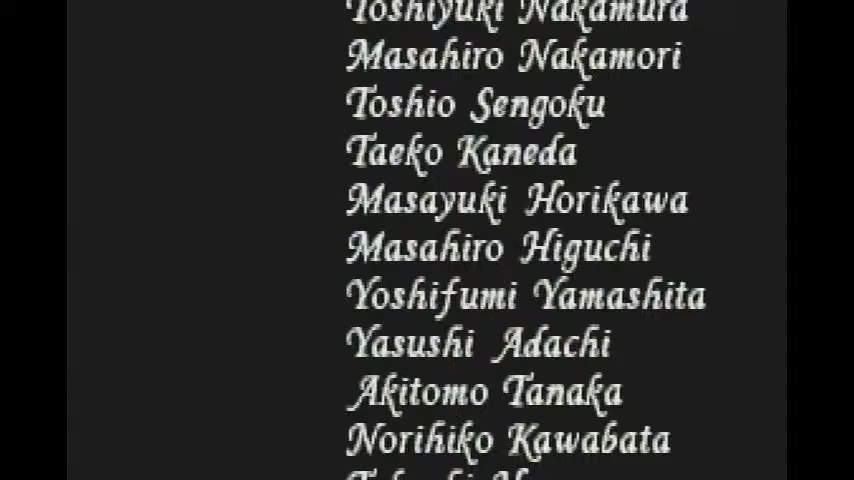 Toshiyuki Nakamura
Masahiro Nakamori
Toshio Sengoku
Taeko Kaneda
Masayuki Horikawa
Masahiro Higuchi
Yoshifumi Yamashita
Yasushi Adachi
Akitomo Tanaka
Norihiko Kawabata